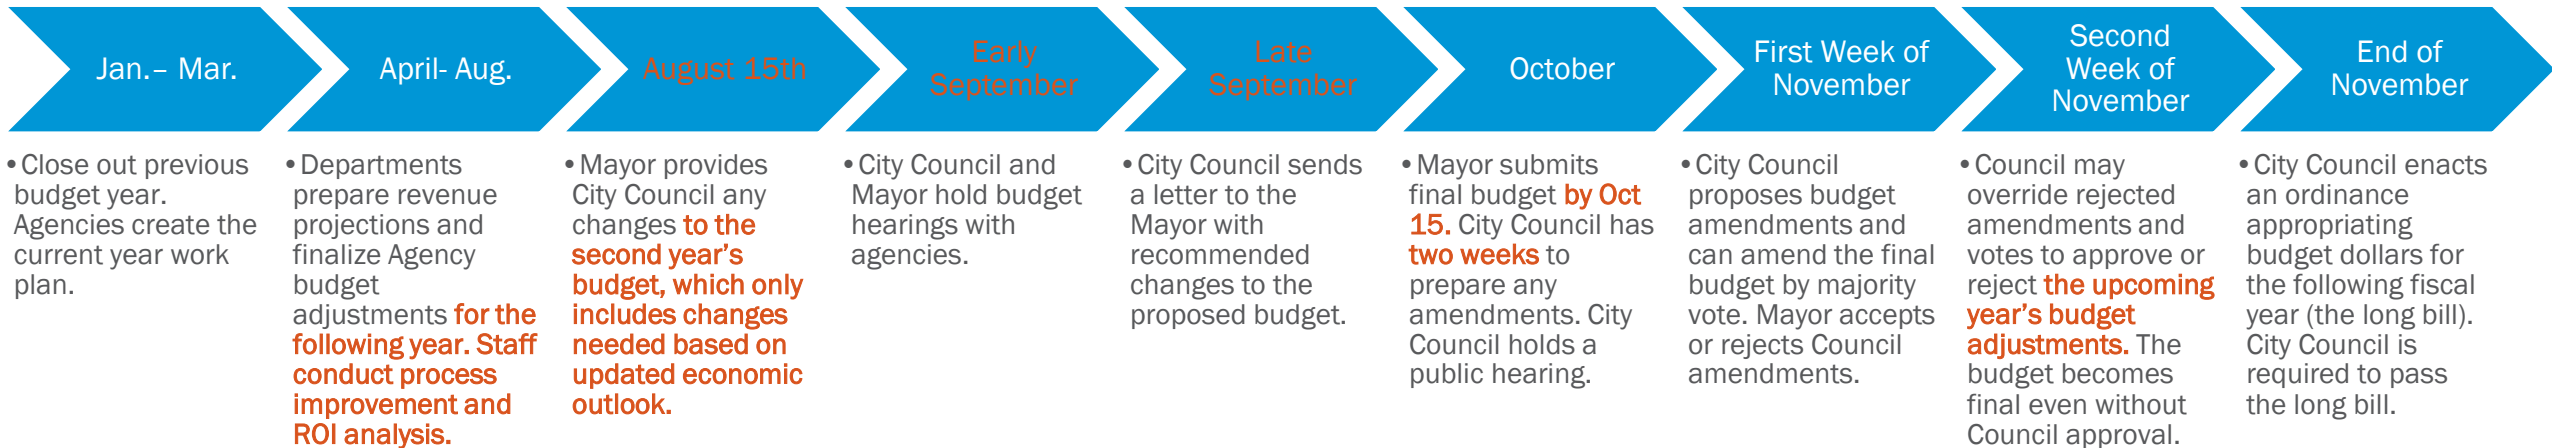 Jan.– Mar.
•Close out previous
budget year.
Agencies create the
current year work
plan.
April- Aug.
•Departments
prepare revenue
projections and
finalize Agency
budget
adjustments for the
following year. Staff
conduct process
improvement and
ROI analysis.
August 15th
•Mayor provides
City Council any
changes to the
second year’s
budget, which only
includes changes
needed based on
updated economic
outlook.
Early
September
•City Council and
Mayor hold budget
hearings with
agencies.
Late
September
•City Council sends
a letter to the
Mayor with
recommended
changes to the
proposed budget.
October
•Mayor submits
final budget by Oct
15. City Council has
two weeks to
prepare any
amendments. City
Council holds a
public hearing.
First Week of
November
•City Council
proposes budget
amendments and
can amend the final
budget by majority
vote. Mayor accepts
or rejects Council
amendments.
Second
Week of
November
•Council may
override rejected
amendments and
votes to approve or
reject the upcoming
year’s budget
adjustments. The
budget becomes
final even without
Council approval.
End of
November
•City Council enacts
an ordinance
appropriating
budget dollars for
the following fiscal
year (the long bill).
City Council is
required to pass
the long bill.